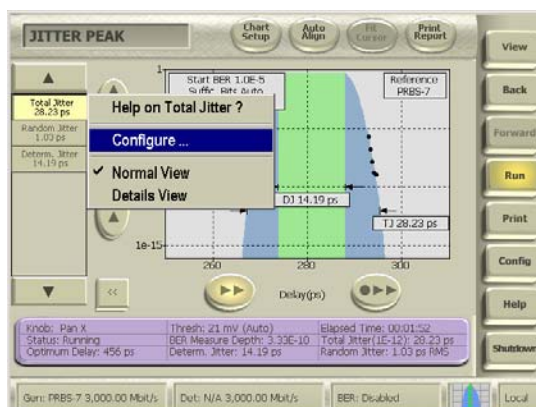 JITTER PEAK
Chart Setup
Auto Align
Fit Cursor
Print Report
View
Back
Forward
Run
Print
Config
Help
Shutdown
Total Jitter
28.23 ps
Random Jitter
1.03 ps
Determ. Jitter
14.19 ps
Start BER 1.0E-5
Suffic. Bits Auto
Reference
PRBS-7
Help on Total Jitter ?
Configure ...
Normal View
Details View
1
DJ 14.19 ps
TJ 28.23 ps
1e-15
260
280
300
Delay(ps)
<<
Knob: Pan X
Status: Running
Optimum Delay: 456 ps
Thresh: 21 mV (Auto)
BER Measure Depth: 3.33E-10
Determ. Jitter: 14.19 ps
Elapsed Time: 00:01:52
Total Jitter(1E-12): 28.23 ps
Random Jitter: 1.03 ps RMS
Gen: PRBS-7 3,000.00 Mbit/s
Det: N/A 3,000.00 Mbit/s
BER: Disabled
Local